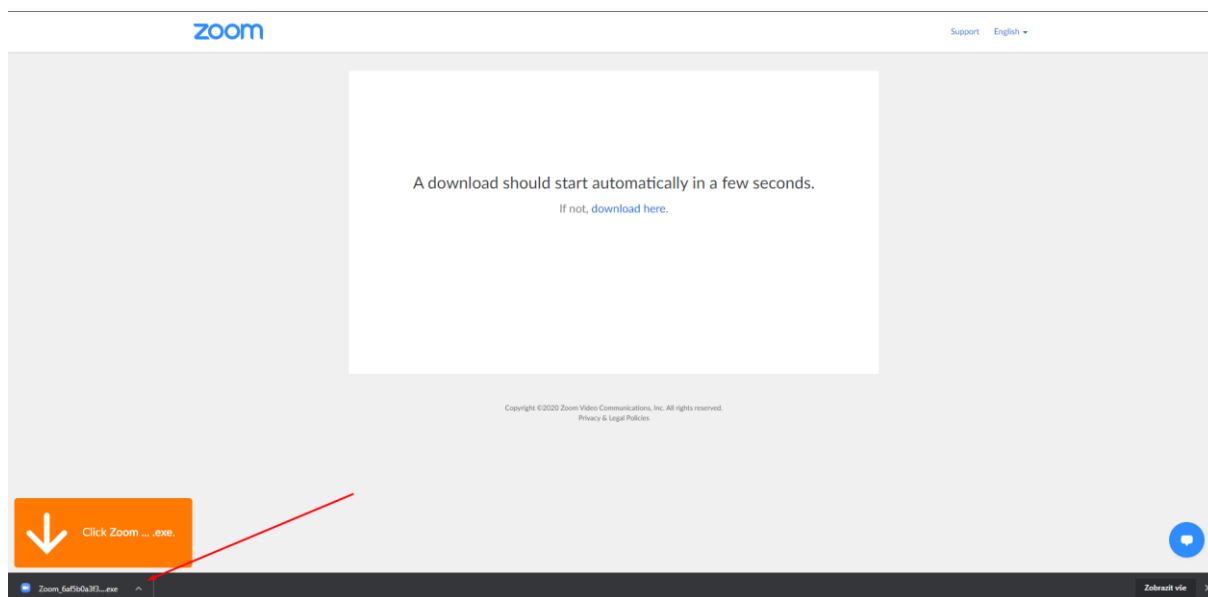 zoom
Support English
A download should start automatically in a few seconds.
If not, download here.
Copyright ©2020 Zoom Video Communications, Inc. All rights reserved.
Privacy & Legal Policies
Click Zoom ... .exe.
Zoom_6af5b0a3f3....exe
Zobrazit vše